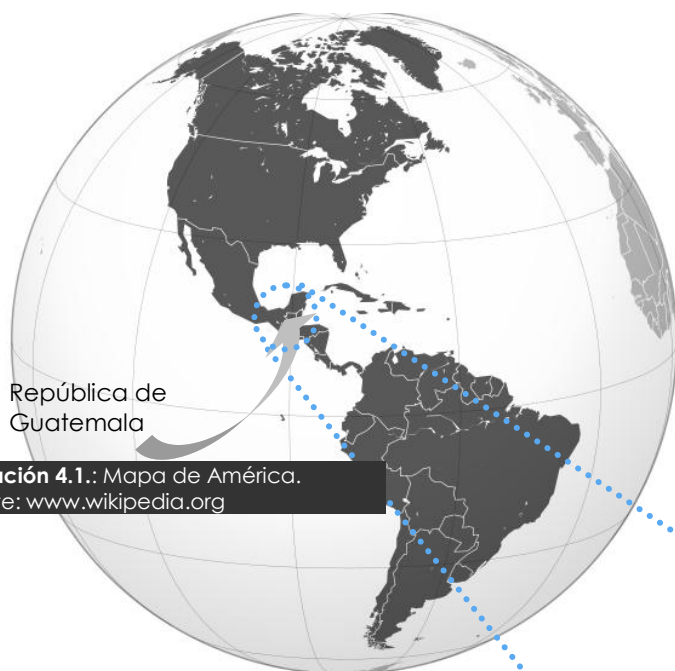 República de
Guatemala
ación 4.1.: Mapa de América.
e: www.wikipedia.org